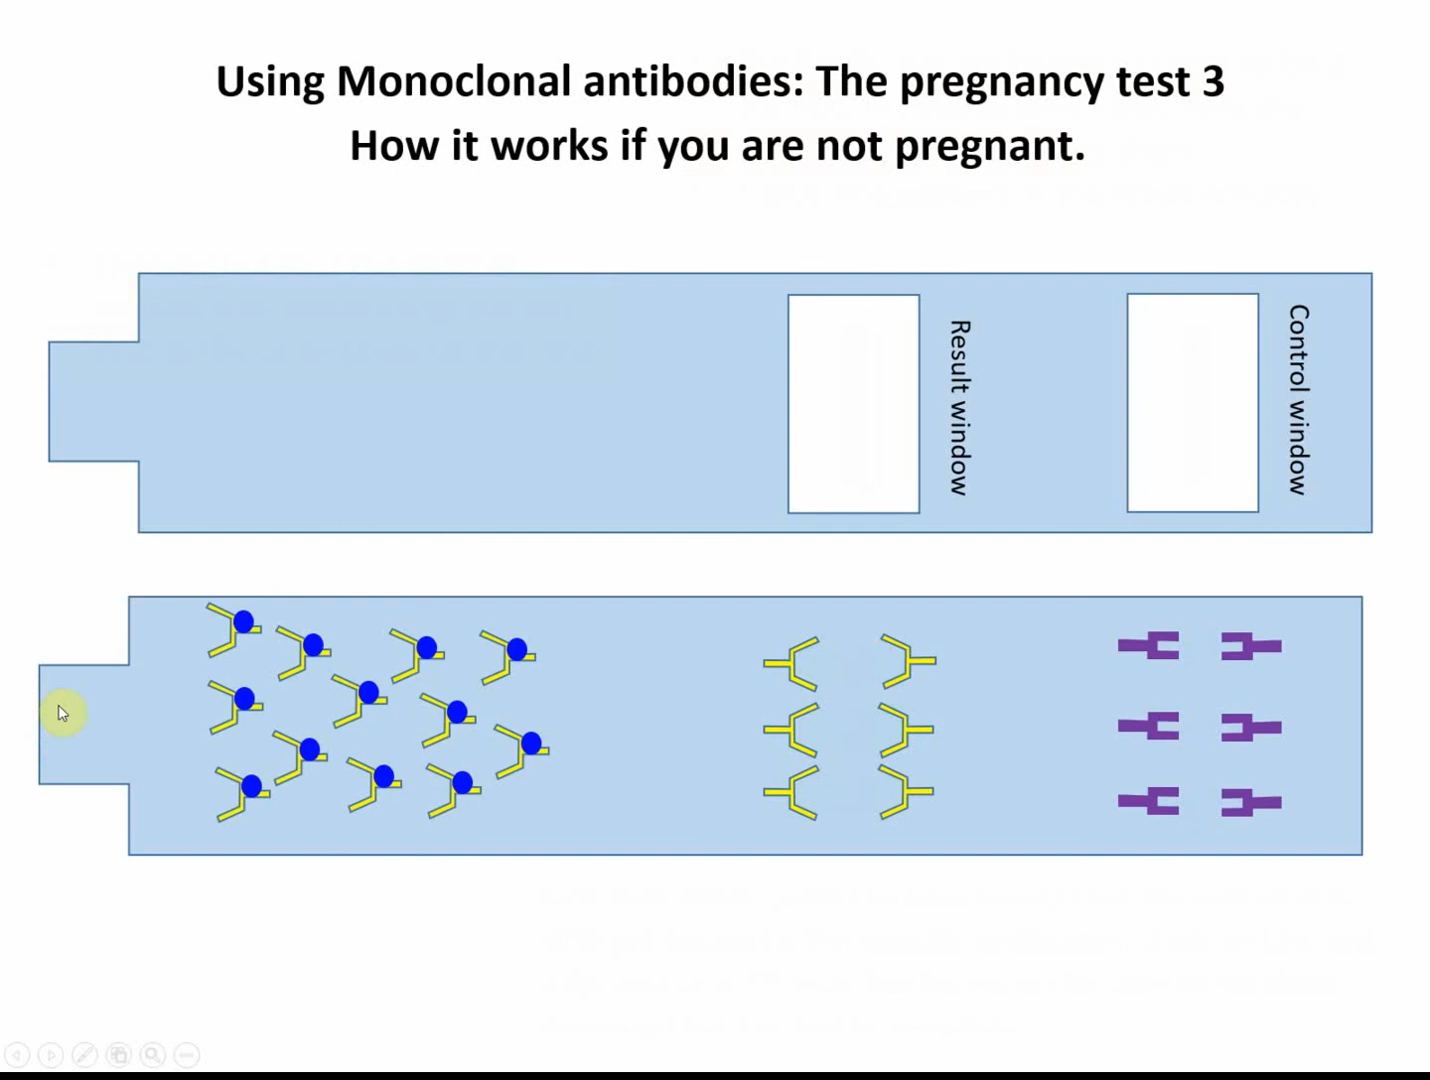 Using Monoclonal antibodies: The pregnancy test 3
How it works if you are not pregnant.
Result window
Control window